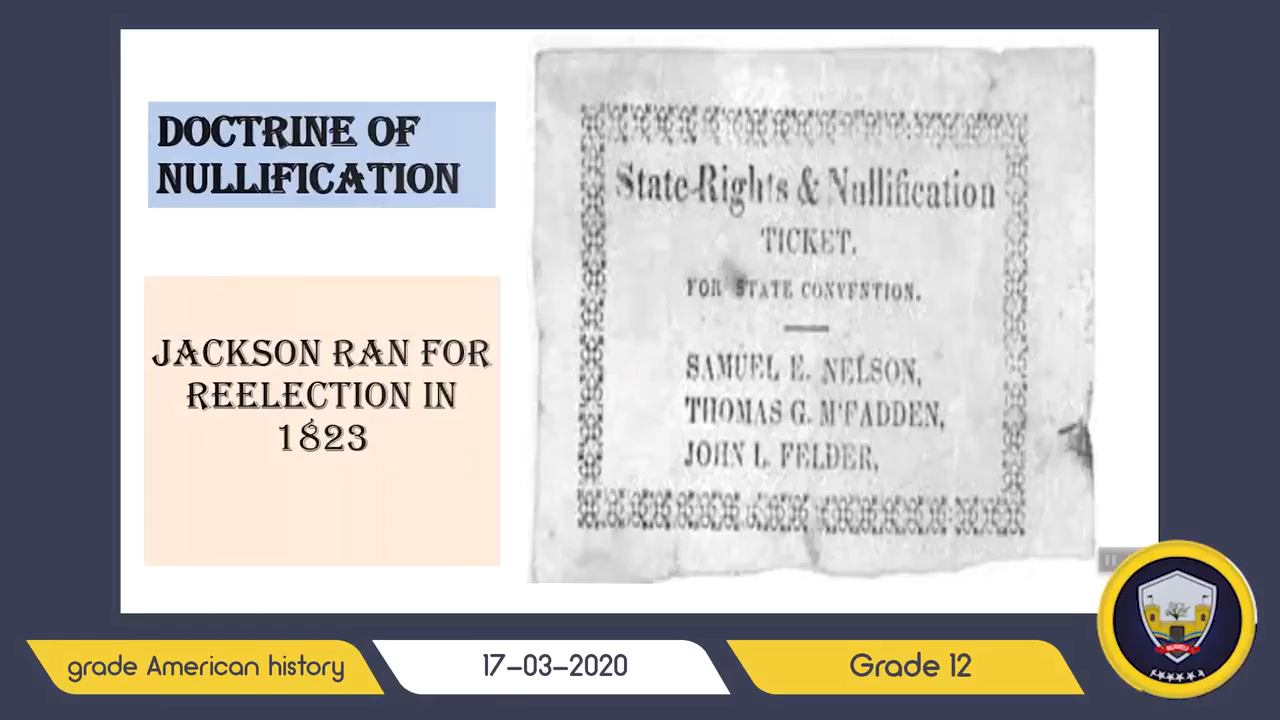 DOCTRINE OF
NULLIFICATION
JACKSON RAN FOR
REELECTION IN
1823
State-Rights & Nullification
TICKET.
FOR STATE CONVENTION.
SAMUEL E. NELSON,
THOMAS G. M'FADDEN,
JOHN L. FELDER,
grade American history
17-03-2020
Grade 12